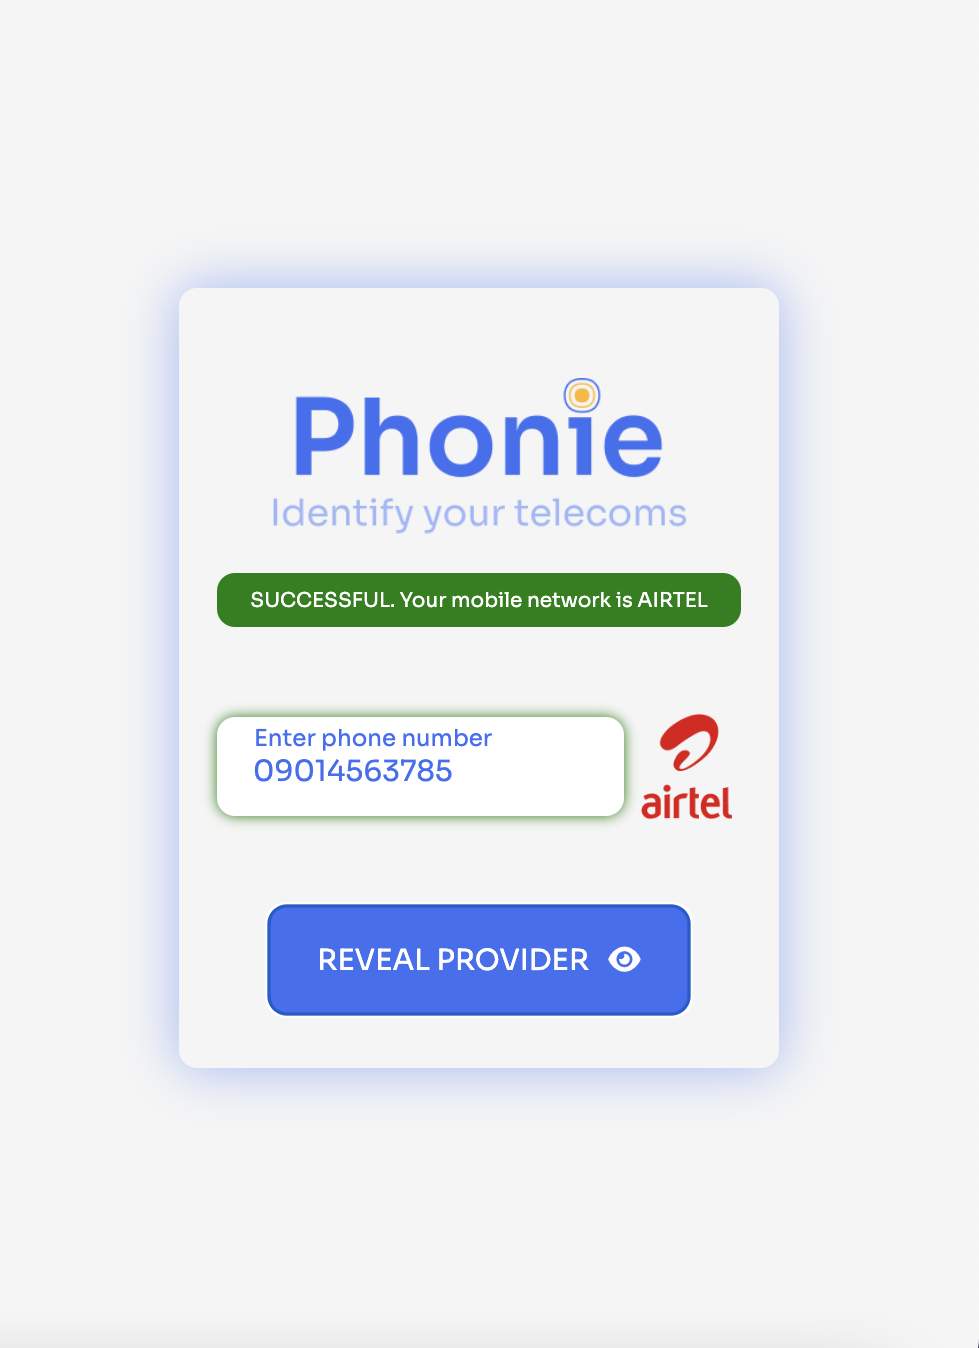 Phonie
Identify your telecoms
SUCCESSFUL. Your mobile network is AIRTEL
Enter phone number
09014563785
airtel
REVEAL PROVIDER